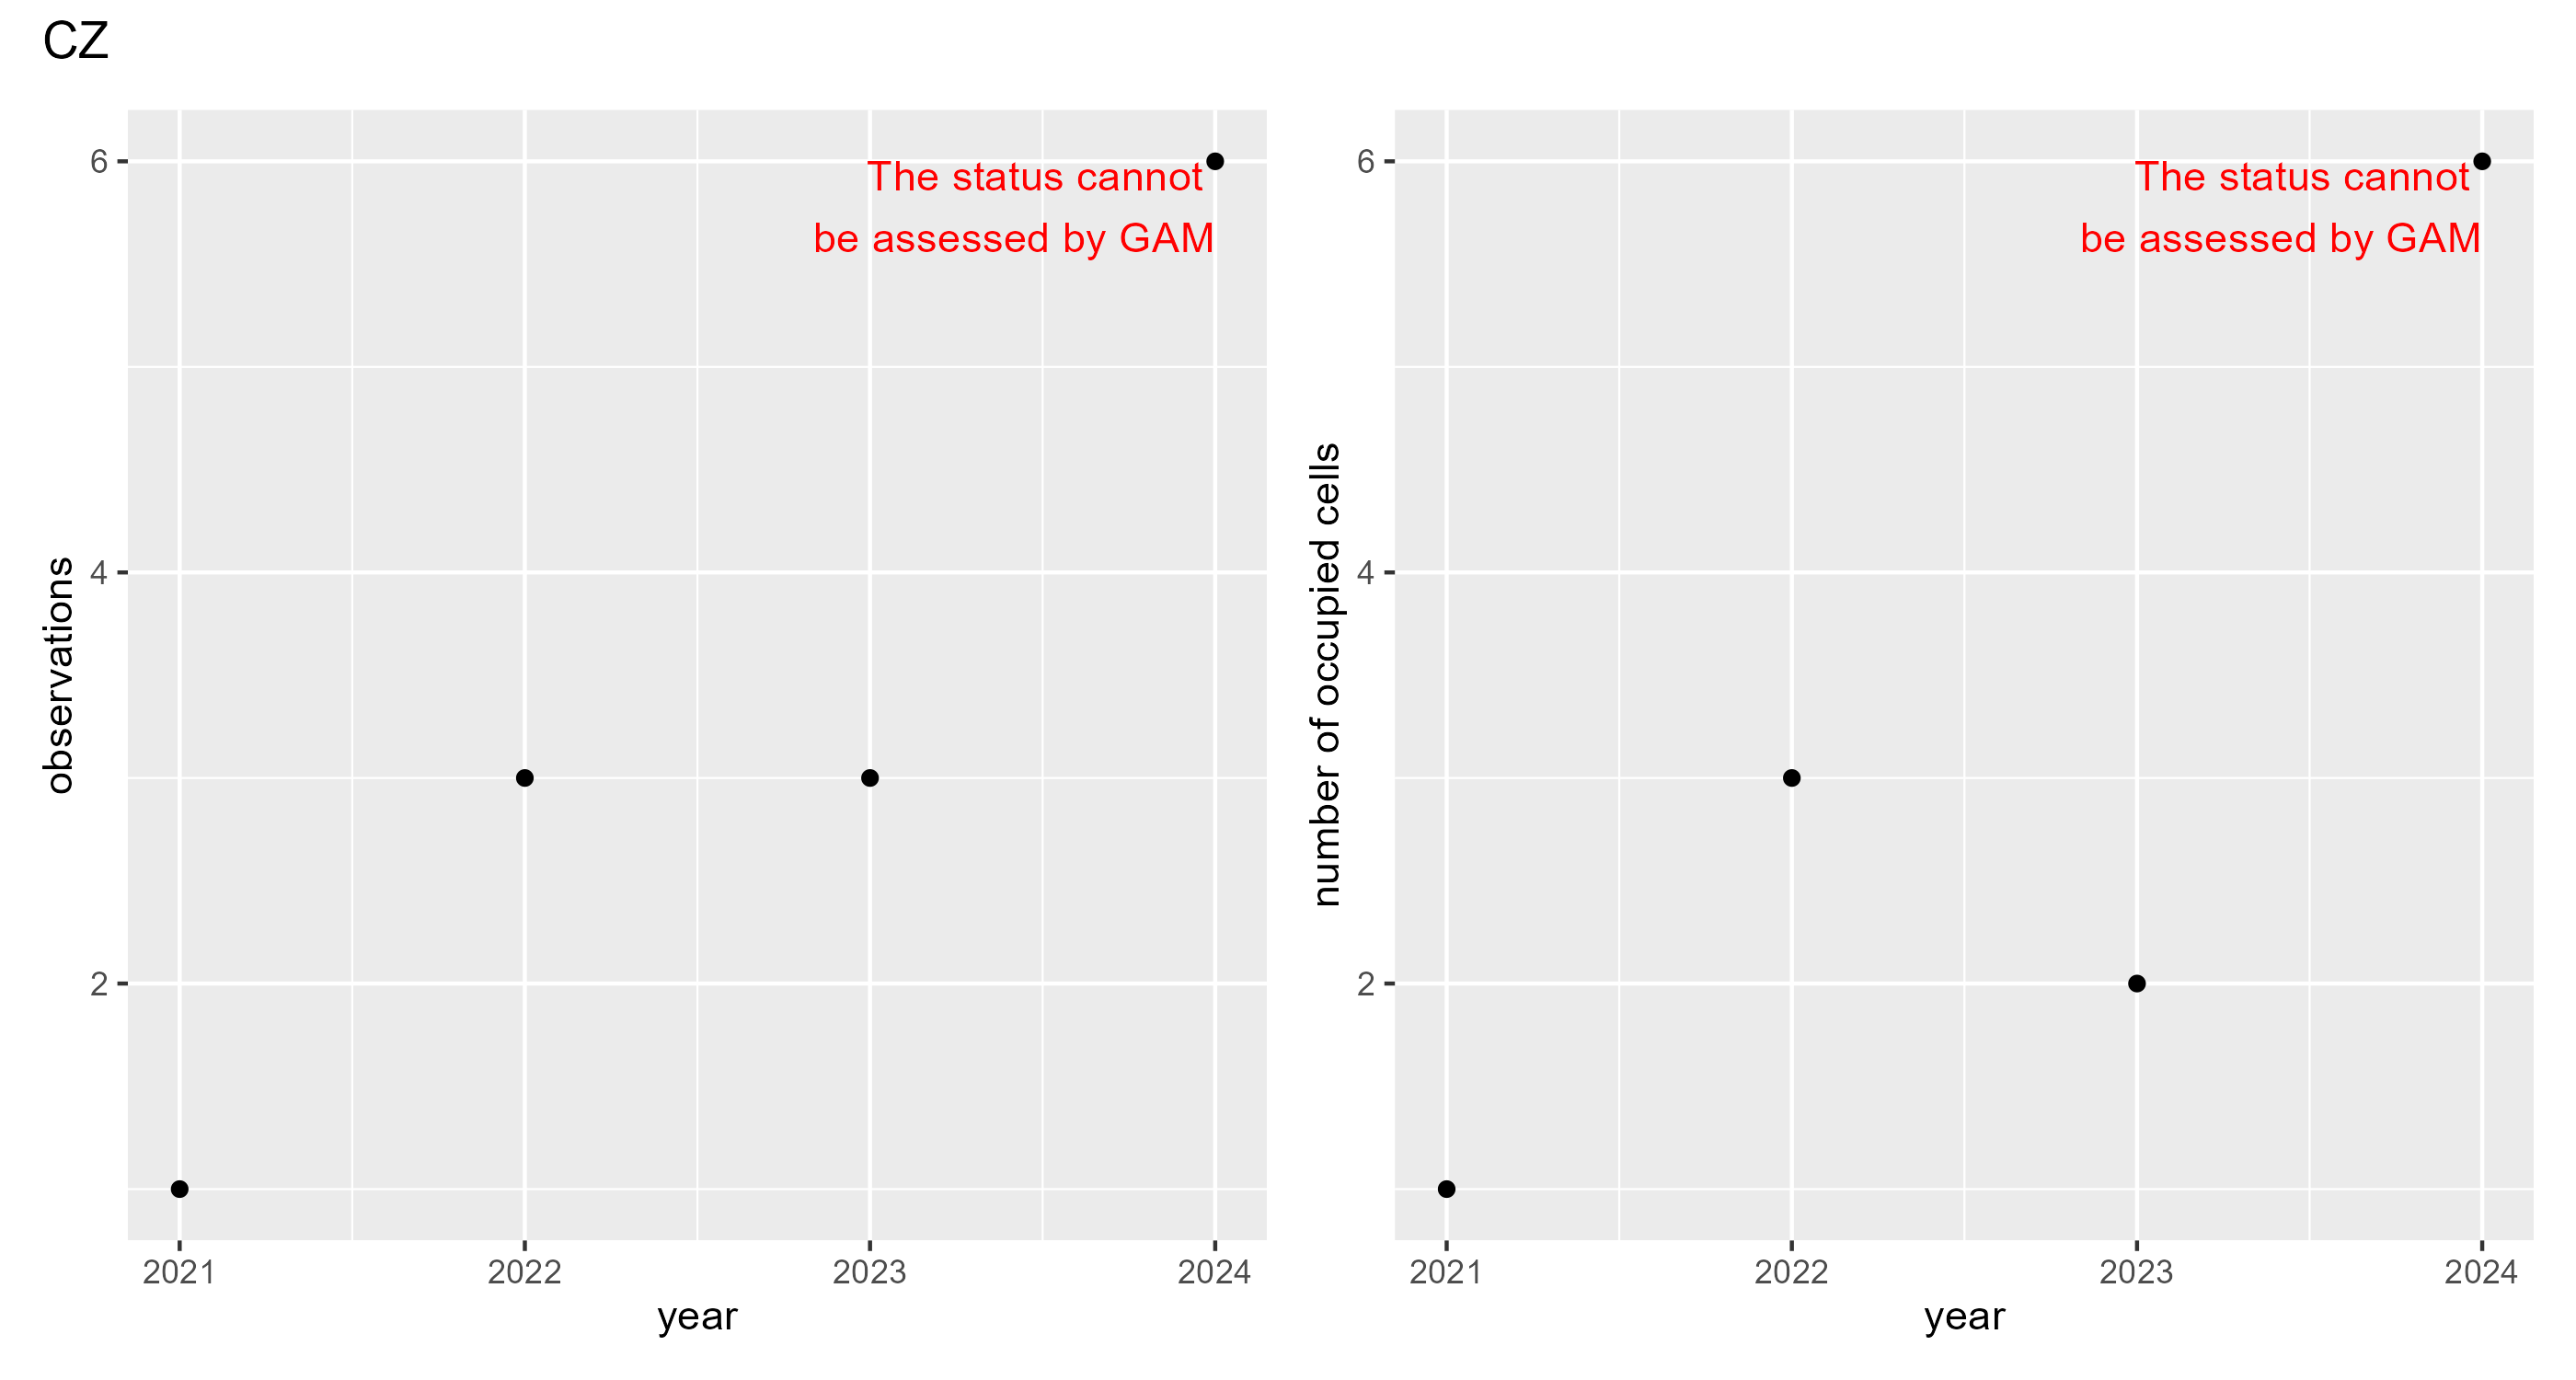 CZ
observations
6
4
2
The status cannot
be assessed by GAM
2021 2022 2023 2024
year
number of occupied cells
6
4
2
The status cannot
be assessed by GAM
2021 2022 2023 2024
year